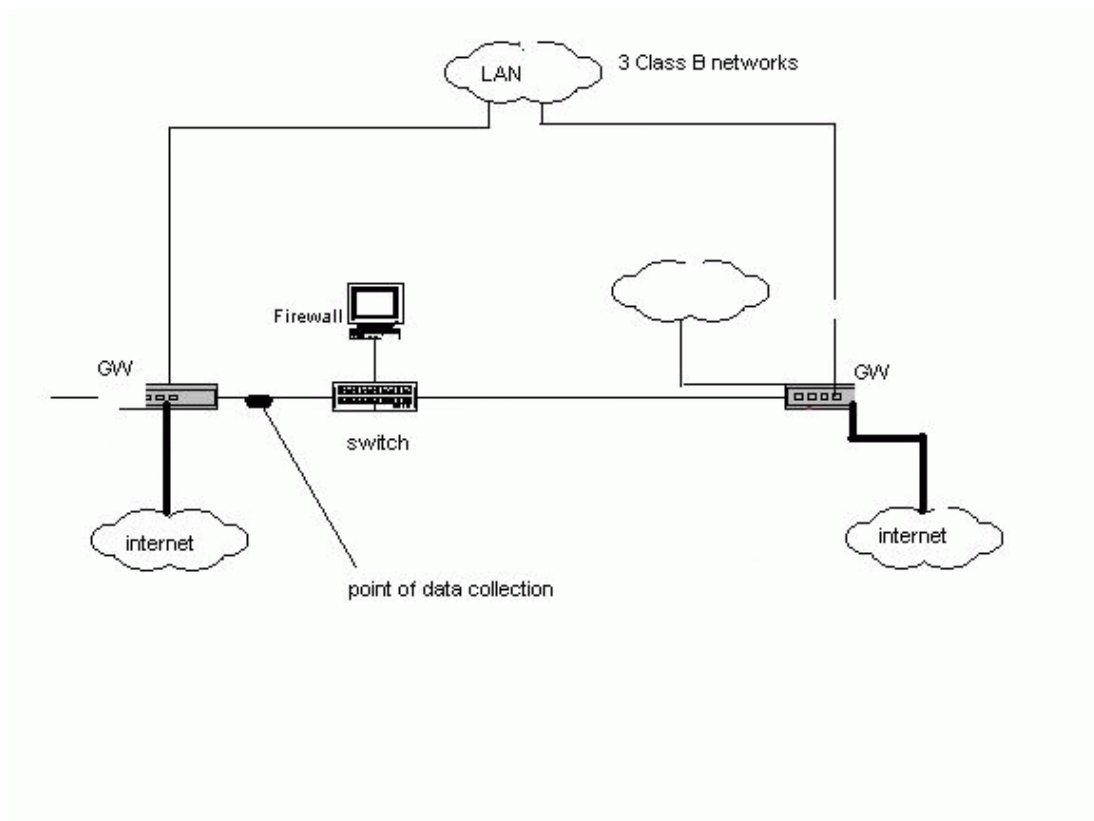 LAN
3 Class B networks
Firewall
GW
GW
switch
internet
internet
point of data collection